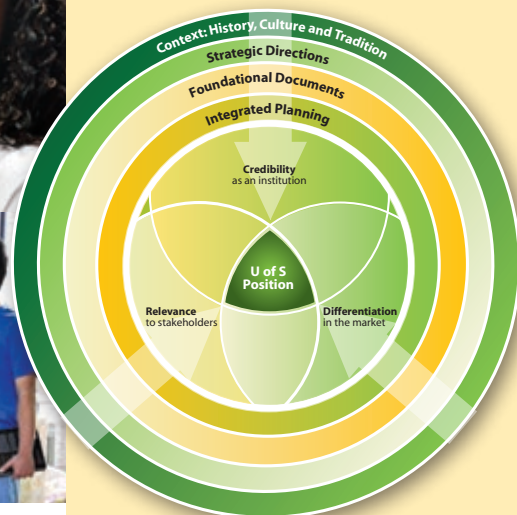 Context: History, Culture and Tradition
Strategic Directions
Foundational Documents
Integrated Planning
Credibility
as an institution
U of S
Position
Relevance
to stakeholders
Differentiation
in the market